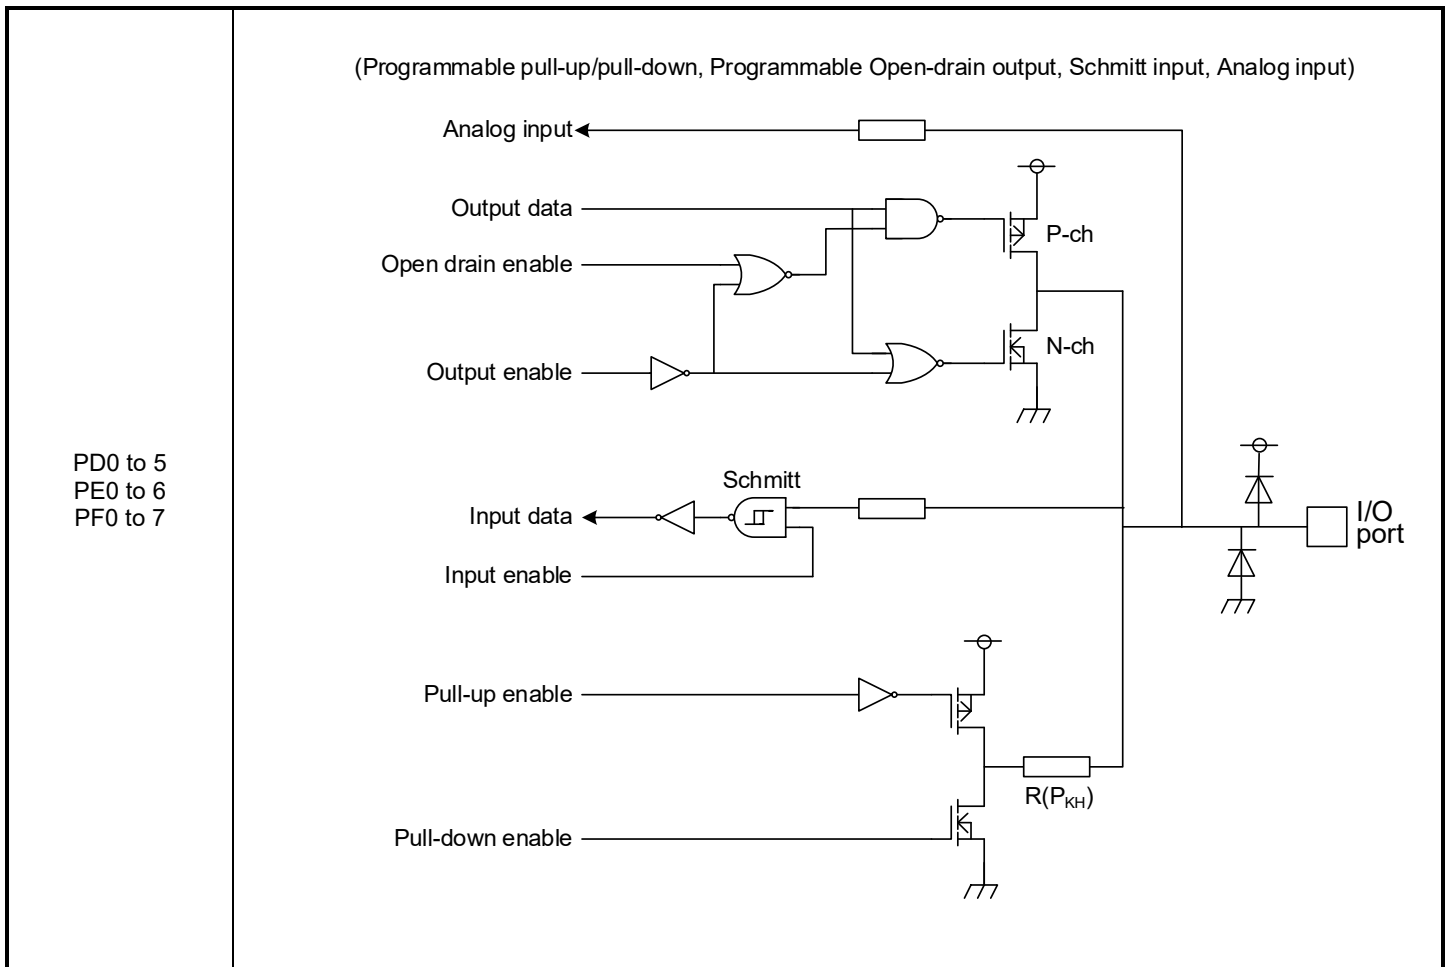 (Programmable pull-up/pull-down, Programmable Open-drain output, Schmitt input, Analog input)
Analog input
Output data
P-ch
Open drain enable
N-ch
Output enable
PD0 to 5
PE0 to 6
PF0 to 7
Schmitt
Input data
I/O
port
Input enable
Pull-up enable
R(PKH)
Pull-down enable